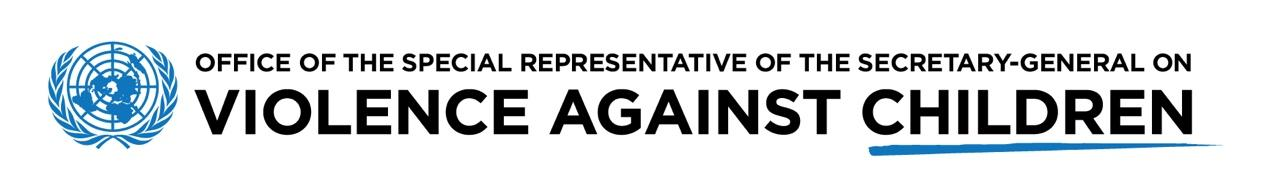 OFFICE OF THE SPECIAL REPRESENTATIVE OF THE SECRETARY-GENERAL ON
VIOLENCE AGAINST CHILDREN